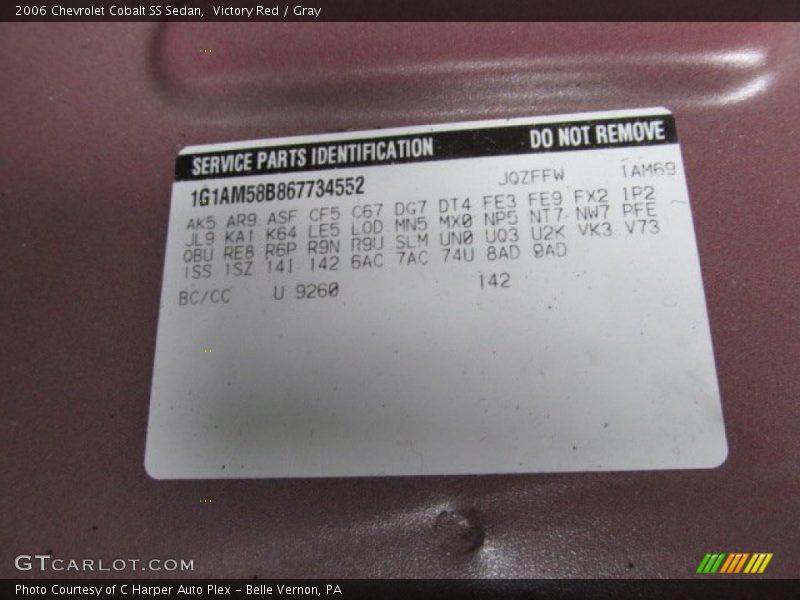 2006 Chevrolet Cobalt SS Sedan,  Victory Red / Gray
SERVICE PARTS IDENTIFICATION DO NOT REMOVE
1G1AM58B867734552 JQZFFW 1AM69
AK5 AR9 ASF CF5 C67 DG7 DT4 FE3 FE9 FX2 1P2
JL9 KA1 K64 LE5 LOD MN5 MX0 NP5 NT7 NW7 PFE
QBU RE8 R6P R9N R9U SLM UN0 UQ3 U2K VK3 V73
1SS 1SZ 14I 142 6AC 7AC 74U 8AD 9AD
BC/CC U 9260 142
GTCARLOT.COM
Photo Courtesy of C Harper Auto Plex - Belle Vernon, PA